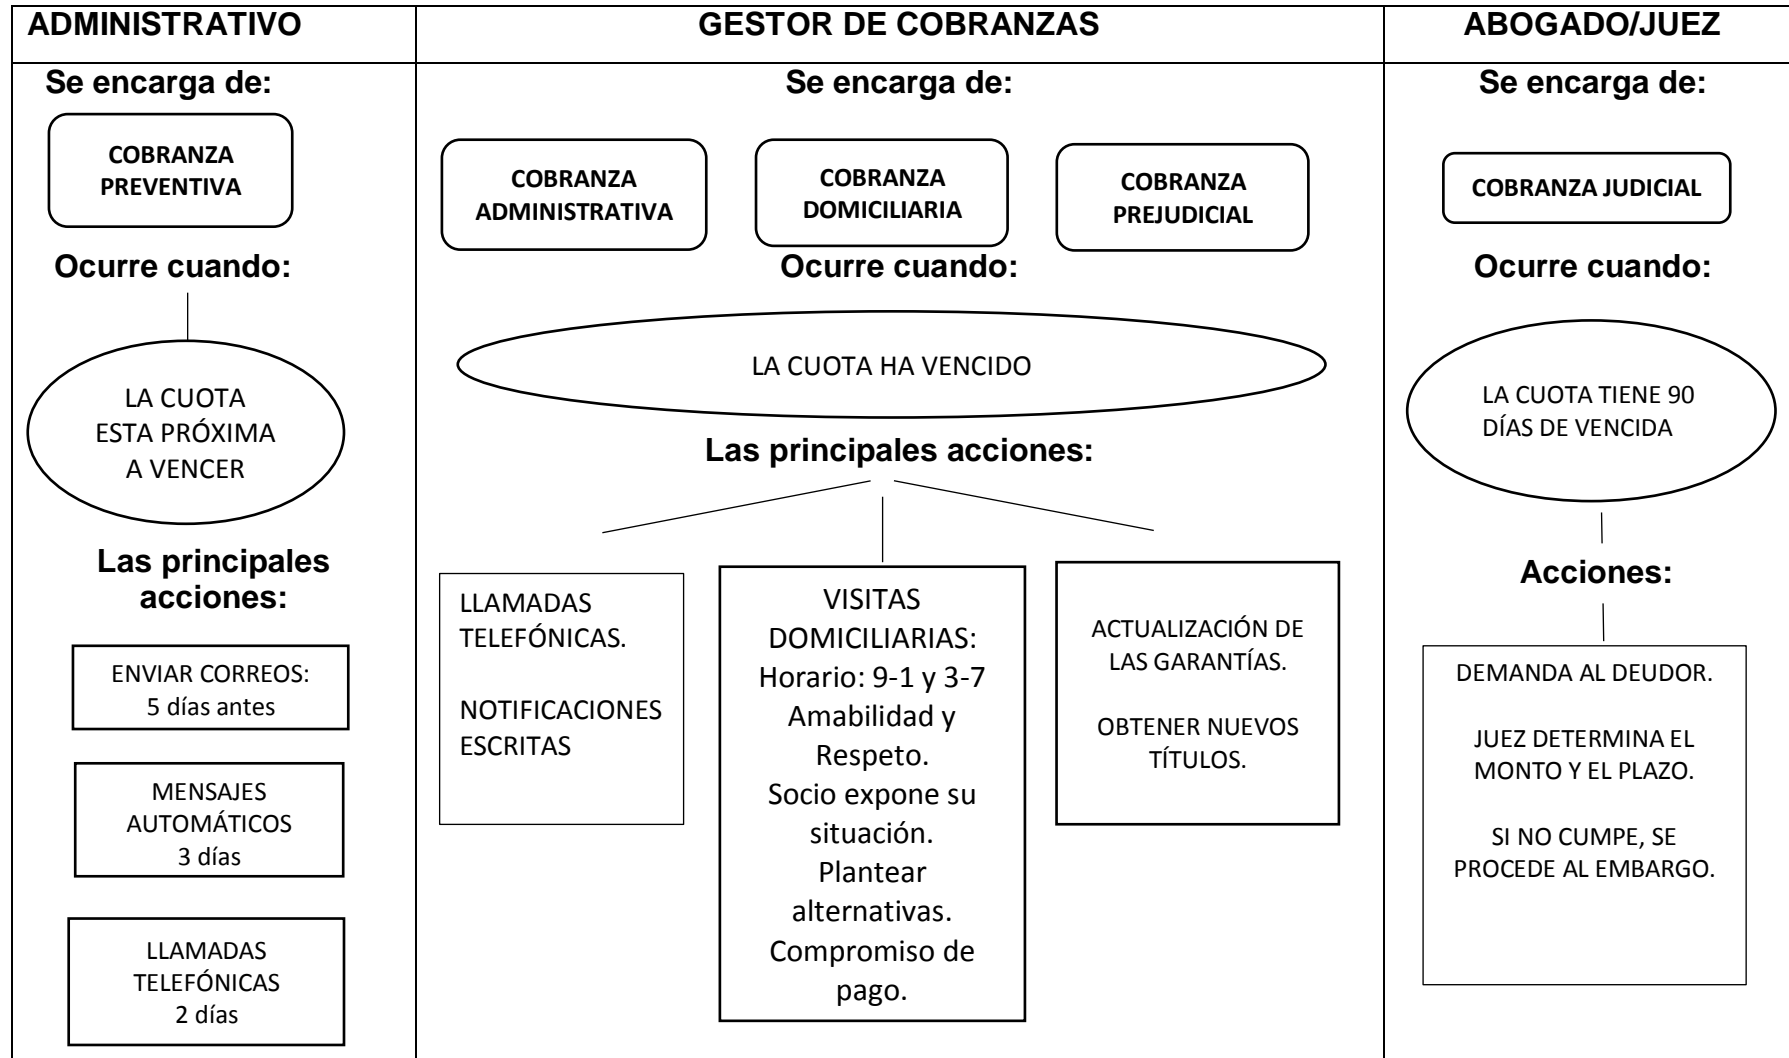 ADMINISTRATIVO
Se encarga de:
COBRANZA
PREVENTIVA
Ocurre cuando:
LA CUOTA
ESTA PRÓXIMA
A VENCER
Las principales
acciones:
ENVIAR CORREOS:
5 días antes
MENSAJES
AUTOMÁTICOS
3 días
LLAMADAS
TELEFÓNICAS
2 días
GESTOR DE COBRANZAS
Se encarga de:
COBRANZA
ADMINISTRATIVA
COBRANZA
DOMICILIARIA
COBRANZA
PREJUDICIAL
Ocurre cuando:
LA CUOTA HA VENCIDO
Las principales acciones:
LLAMADAS
TELEFÓNICAS.
NOTIFICACIONES
ESCRITAS
VISITAS
DOMICILIARIAS:
Horario: 9-1 y 3-7
Amabilidad y
Respeto.
Socio expone su
situación.
Plantear
alternativas.
Compromiso de
pago.
ACTUALIZACIÓN DE
LAS GARANTÍAS.
OBTENER NUEVOS
TÍTULOS.
ABOGADO/JUEZ
Se encarga de:
COBRANZA JUDICIAL
Ocurre cuando:
LA CUOTA TIENE 90
DÍAS DE VENCIDA
Acciones:
DEMANDA AL DEUDOR.
JUEZ DETERMINA EL
MONTO Y EL PLAZO.
SI NO CUMPE, SE
PROCEDE AL EMBARGO.